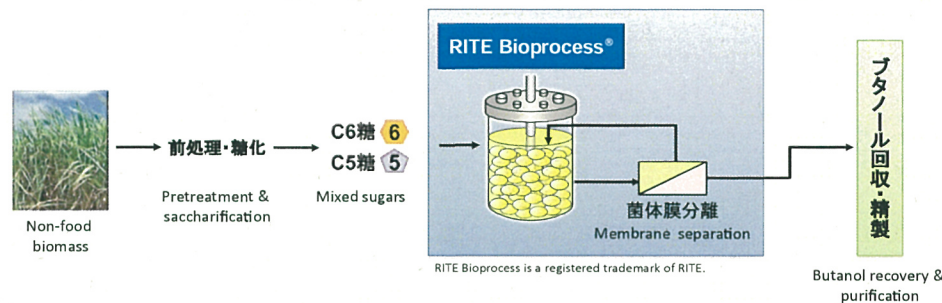 RITE Bioprocess®
Non-food
biomass
前処理・糖化
Pretreatment &
saccharification
C6糖 6
C5糖 5
Mixed sugars
菌体膜分離
Membrane separation
RITE Bioprocess is a registered trademark of RITE.
ブタノール回収・精製
Butanol recovery &
purification